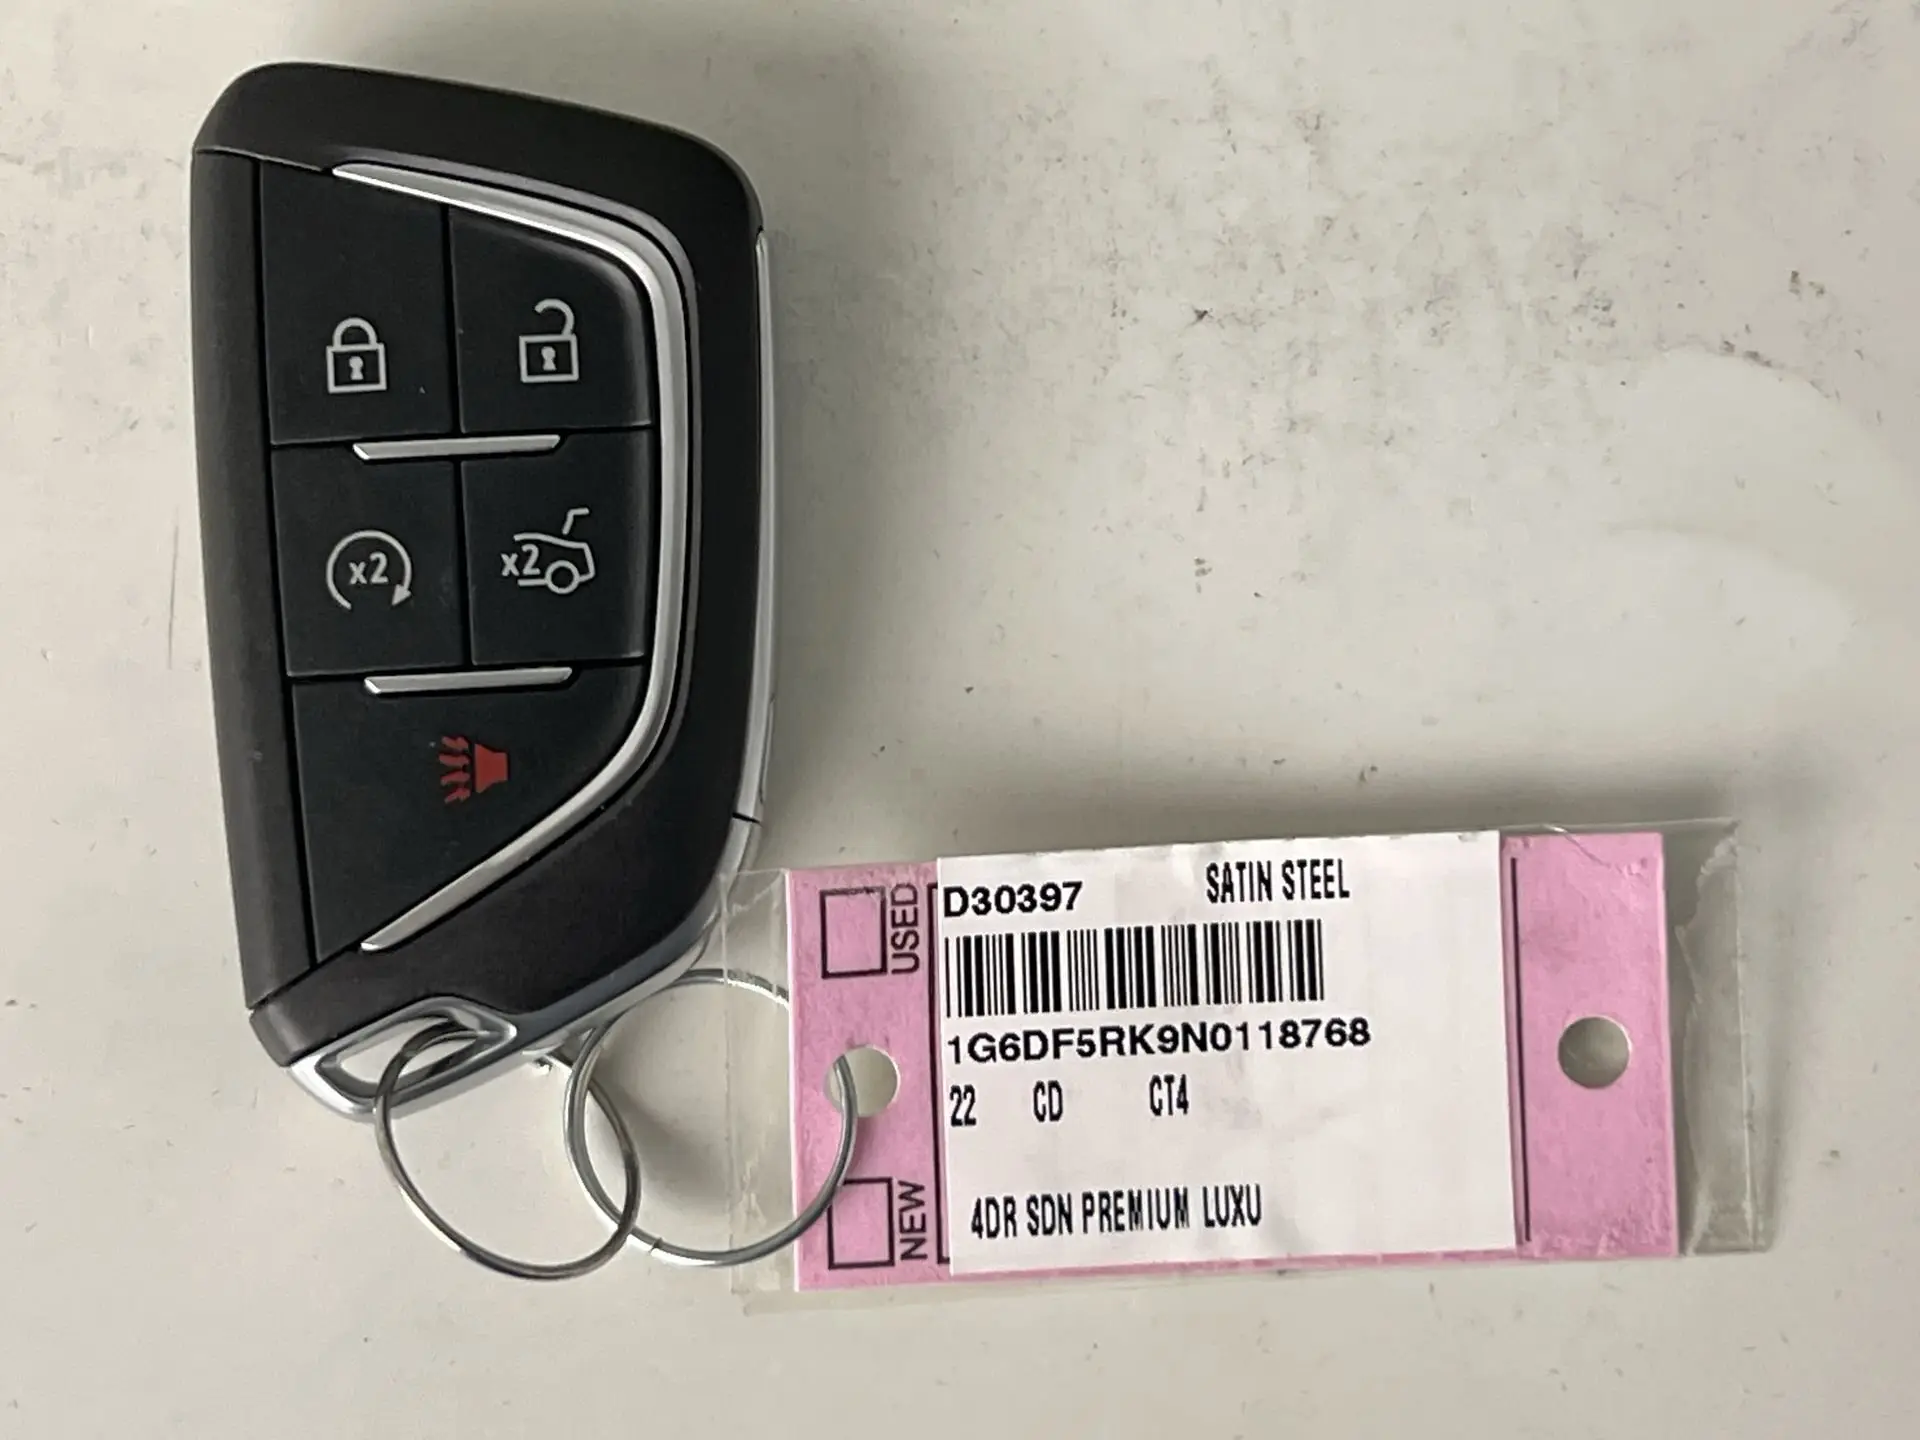 x2
x2
USED
NEW
D30397 SATIN STEEL
1G6DF5RK9N0118768
22 CD CT4
4DR SDN PREMIUM LUXU